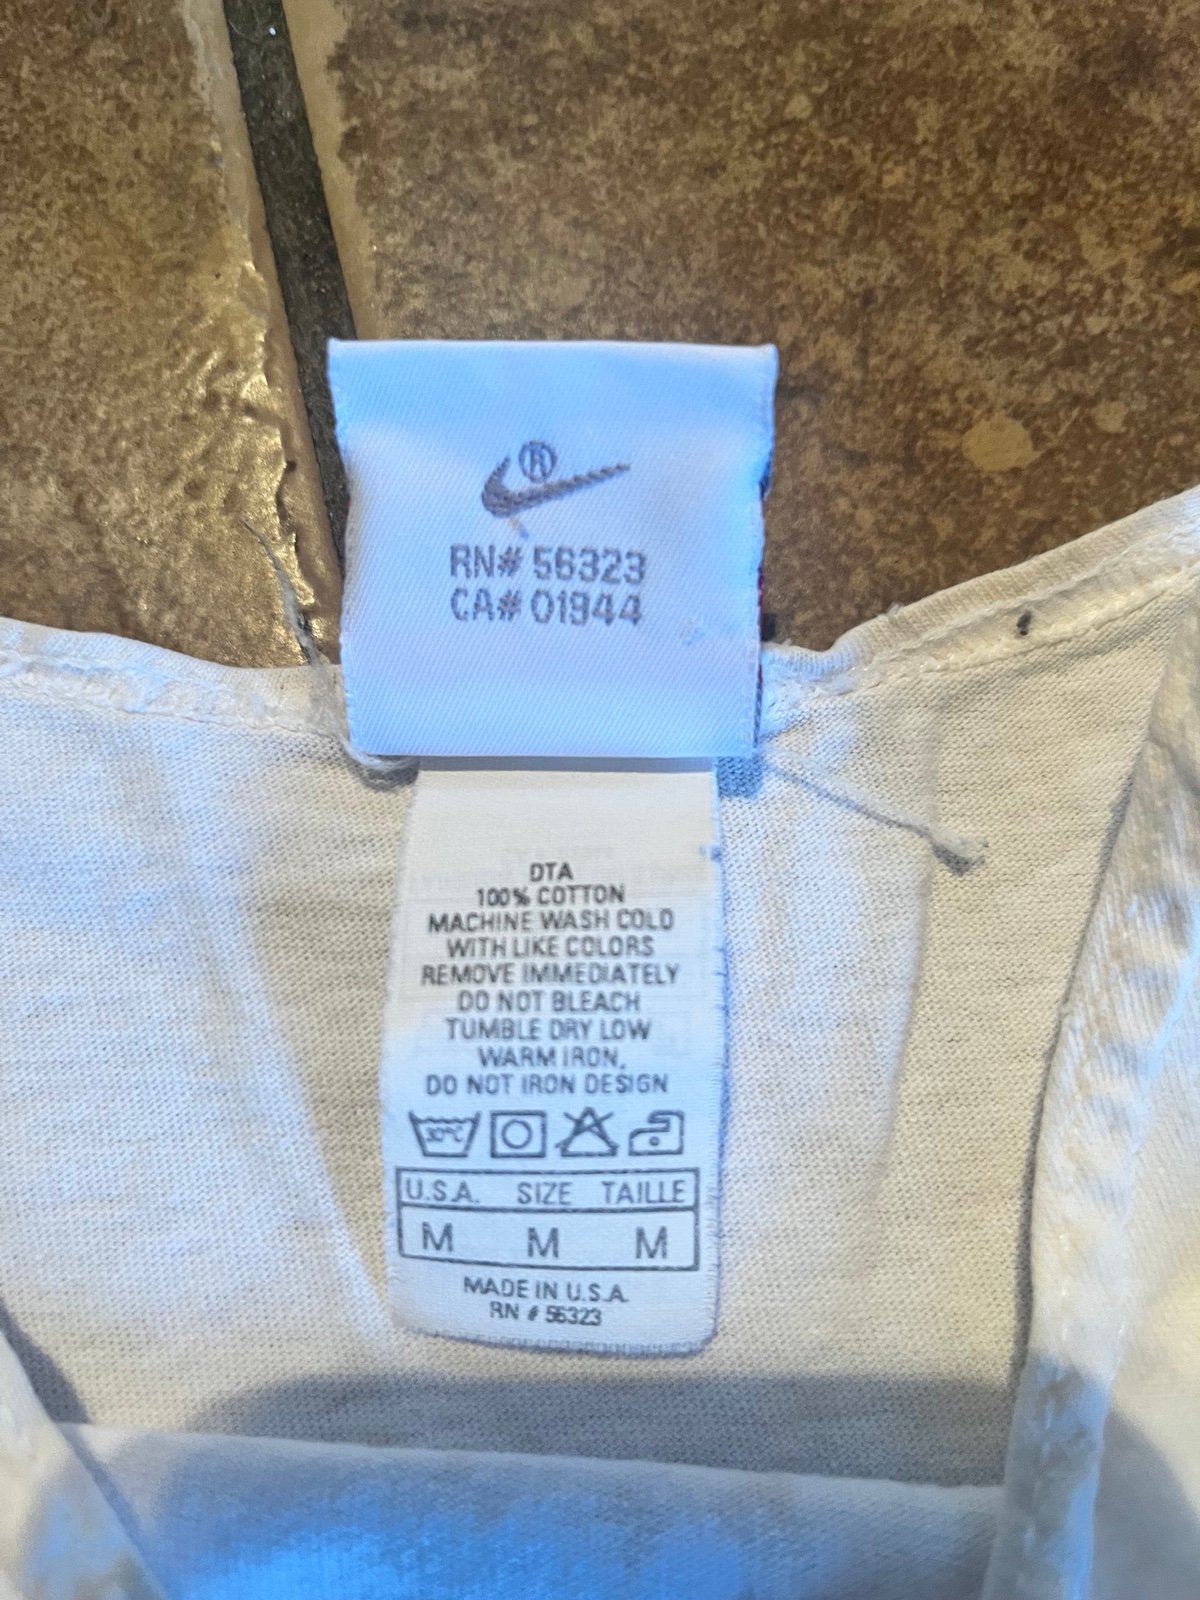 ®
RN# 56323
CA# 01944
DTA
100% COTTON
MACHINE WASH COLD
WITH LIKE COLORS
REMOVE IMMEDIATELY
DO NOT BLEACH
TUMBLE DRY LOW
WARM IRON,
DO NOT IRON DESIGN
30°C
U.S.A. SIZE TAILLE
M M M
MADE IN U.S.A.
RN # 56323